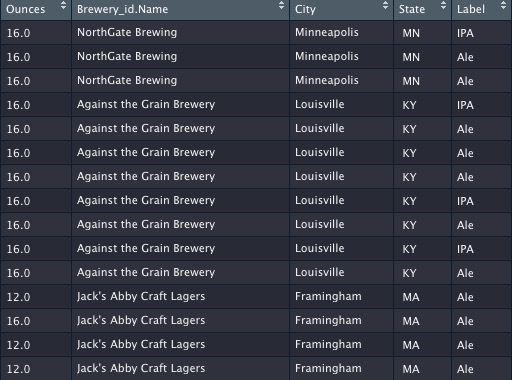 Ounces Brewery_id.Name City State Label
16.0 NorthGate Brewing Minneapolis MN IPA
16.0 NorthGate Brewing Minneapolis MN Ale
16.0 NorthGate Brewing Minneapolis MN Ale
16.0 Against the Grain Brewery Louisville KY IPA
16.0 Against the Grain Brewery Louisville KY Ale
16.0 Against the Grain Brewery Louisville KY Ale
16.0 Against the Grain Brewery Louisville KY Ale
16.0 Against the Grain Brewery Louisville KY IPA
16.0 Against the Grain Brewery Louisville KY Ale
16.0 Against the Grain Brewery Louisville KY IPA
16.0 Against the Grain Brewery Louisville KY Ale
12.0 Jack's Abby Craft Lagers Framingham MA Ale
16.0 Jack's Abby Craft Lagers Framingham MA Ale
12.0 Jack's Abby Craft Lagers Framingham MA Ale
12.0 Jack's Abby Craft Lagers Framingham MA Ale